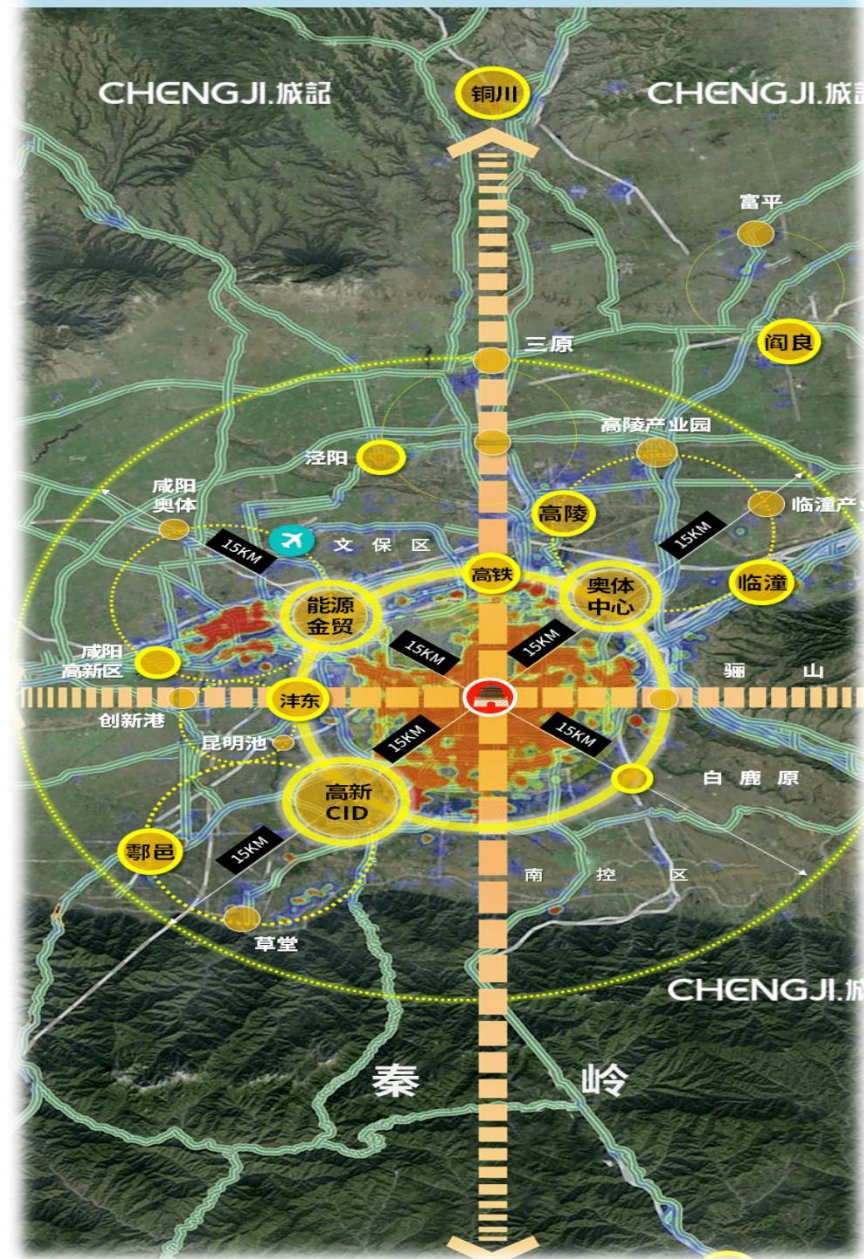 CHENGJI.城記
铜川
CHENGJI.城記
富平
阎良
三原
高陵产业园
泾阳
咸阳
奥体
高陵
临潼产业
15KM
15KM
文保区
高铁
奥体
中心
临潼
能源
金贸
咸阳
高新区
15KM
15KM
骊山
沣东
创新港
昆明池
15KM
15KM
白鹿原
高新
CID
鄠邑
15KM
南控区
草堂
CHENGJI.城
秦岭